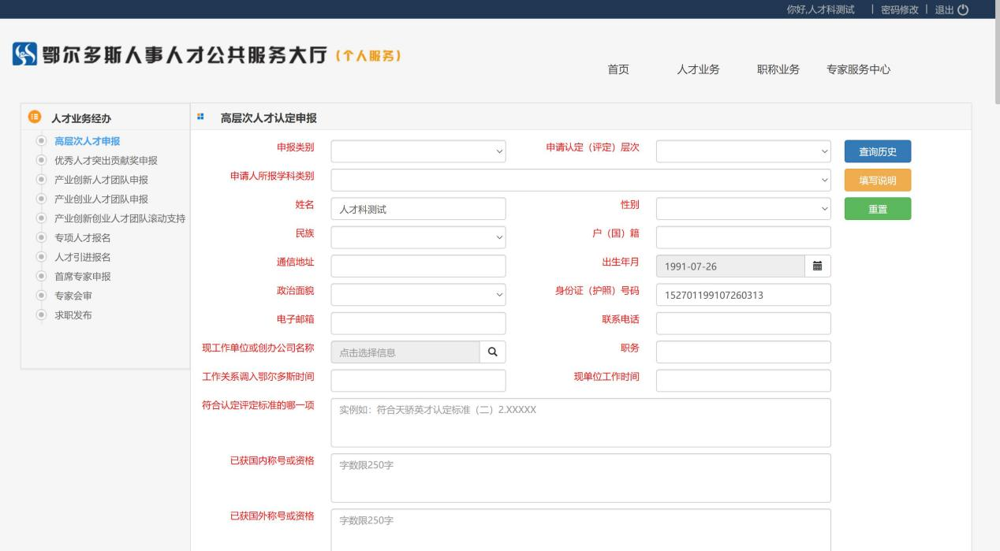 你好,人才科测试 | 密码修改 | 退出
鄂尔多斯人事人才公共服务大厅（个人服务）
首页 人才业务 职称业务 专家服务中心
人才业务经办
高层次人才申报
优秀人才突出贡献奖申报
产业创新人才团队申报
产业创业人才团队申报
产业创新创业人才团队滚动支持
专项人才报名
人才引进报名
首席专家申报
专家会审
求职发布
高层次人才认定申报
申报类别 申请认定（评定）层次 查询历史
申请人所报学科类别 填写说明
姓名 人才科测试 性别 重置
民族 户（国）籍
通信地址 出生年月 1991-07-26
政治面貌 身份证（护照）号码 152701199107260313
电子邮箱 联系电话
现工作单位或创办公司名称 点击选择信息 职务
工作关系调入鄂尔多斯时间 现单位工作时间
符合认定评定标准的哪一项 实例如：符合天骄英才认定标准（二）2.XXXXX
已获国内称号或资格 字数限250字
已获国外称号或资格 字数限250字